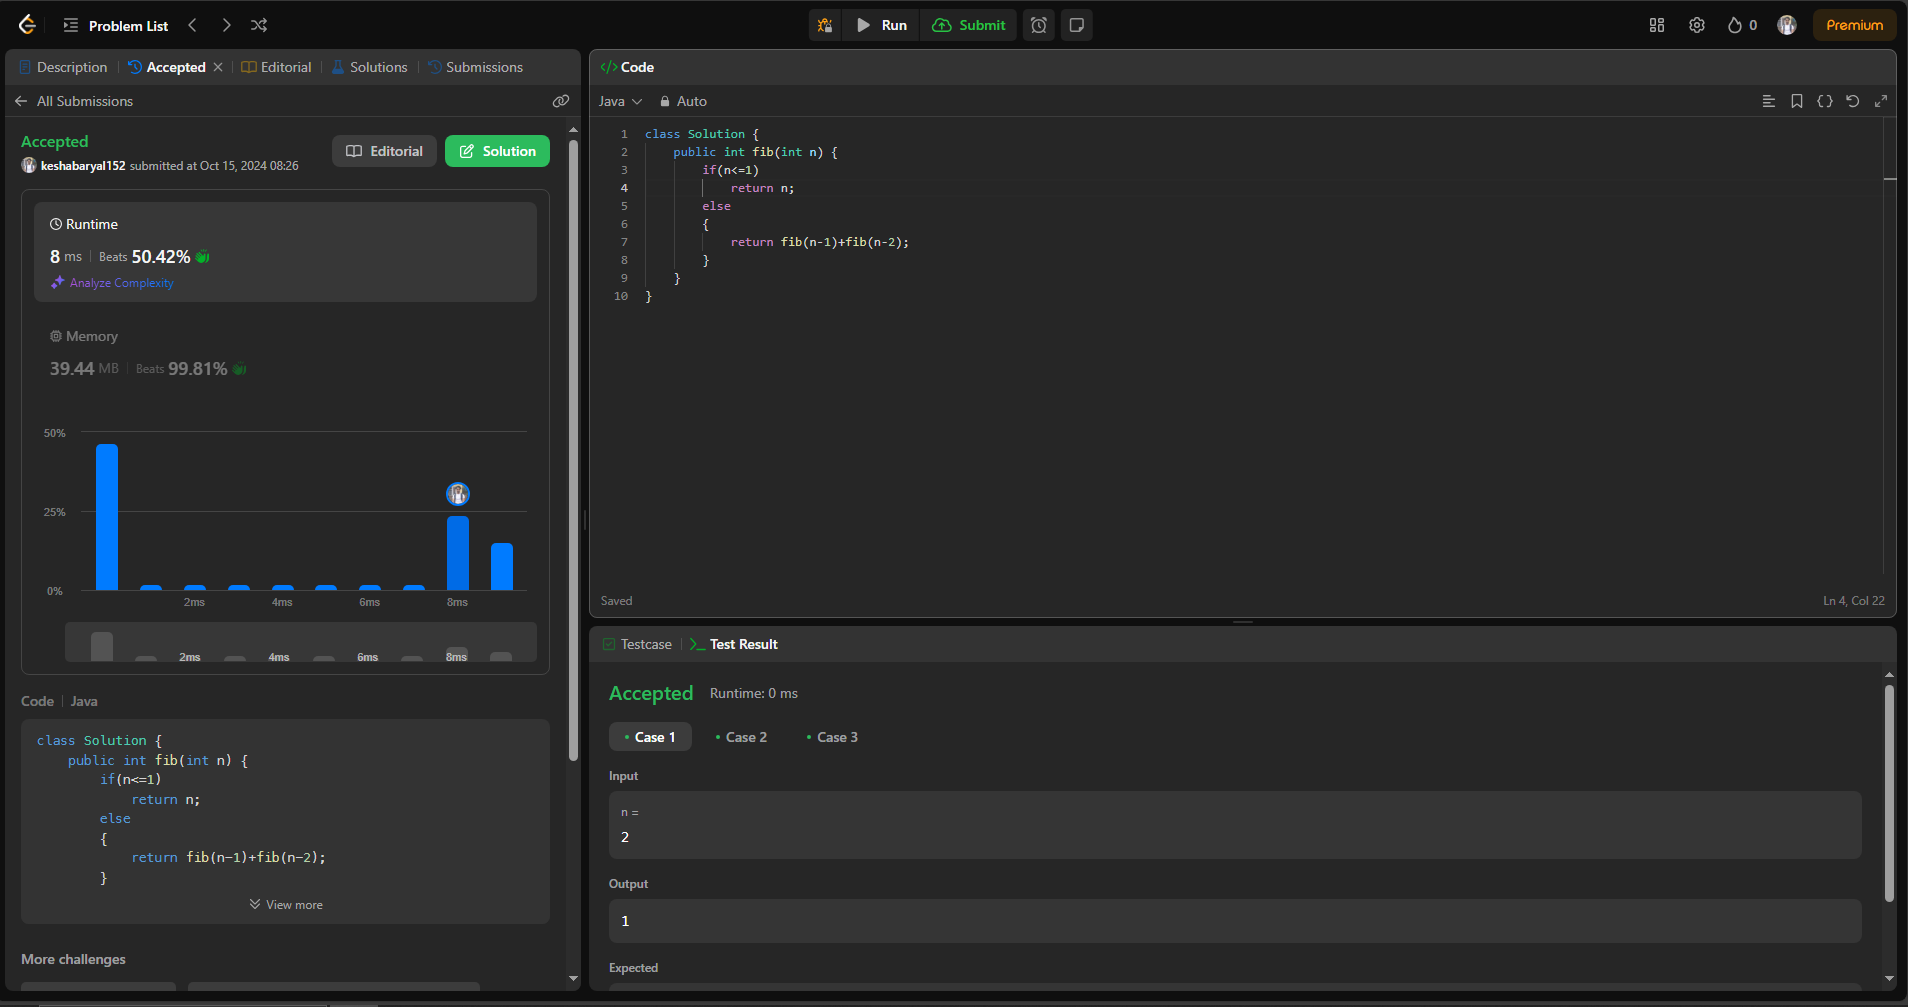 Problem List
Run
Submit
0
Premium
Description
Accepted
Editorial
Solutions
Submissions
All Submissions
Accepted
keshabaryal152 submitted at Oct 15, 2024 08:26
Editorial
Solution
Runtime
8 ms
Beats 50.42%
Analyze Complexity
Memory
39.44 MB
Beats 99.81%
50%
25%
0%
2ms
4ms
6ms
8ms
2ms
4ms
6ms
8ms
Code
Java
class Solution {
    public int fib(int n) {
        if(n<=1)
            return n;
        else
        {
            return fib(n-1)+fib(n-2);
        }
View more
More challenges
</>Code
Java
Auto
1 class Solution {
2     public int fib(int n) {
3         if(n<=1)
4             return n;
5         else
6         {
7             return fib(n-1)+fib(n-2);
8         }
9     }
10 }
Saved
Ln 4, Col 22
Testcase
>_ Test Result
Accepted
Runtime: 0 ms
• Case 1
• Case 2
• Case 3
Input
n =
2
Output
1
Expected